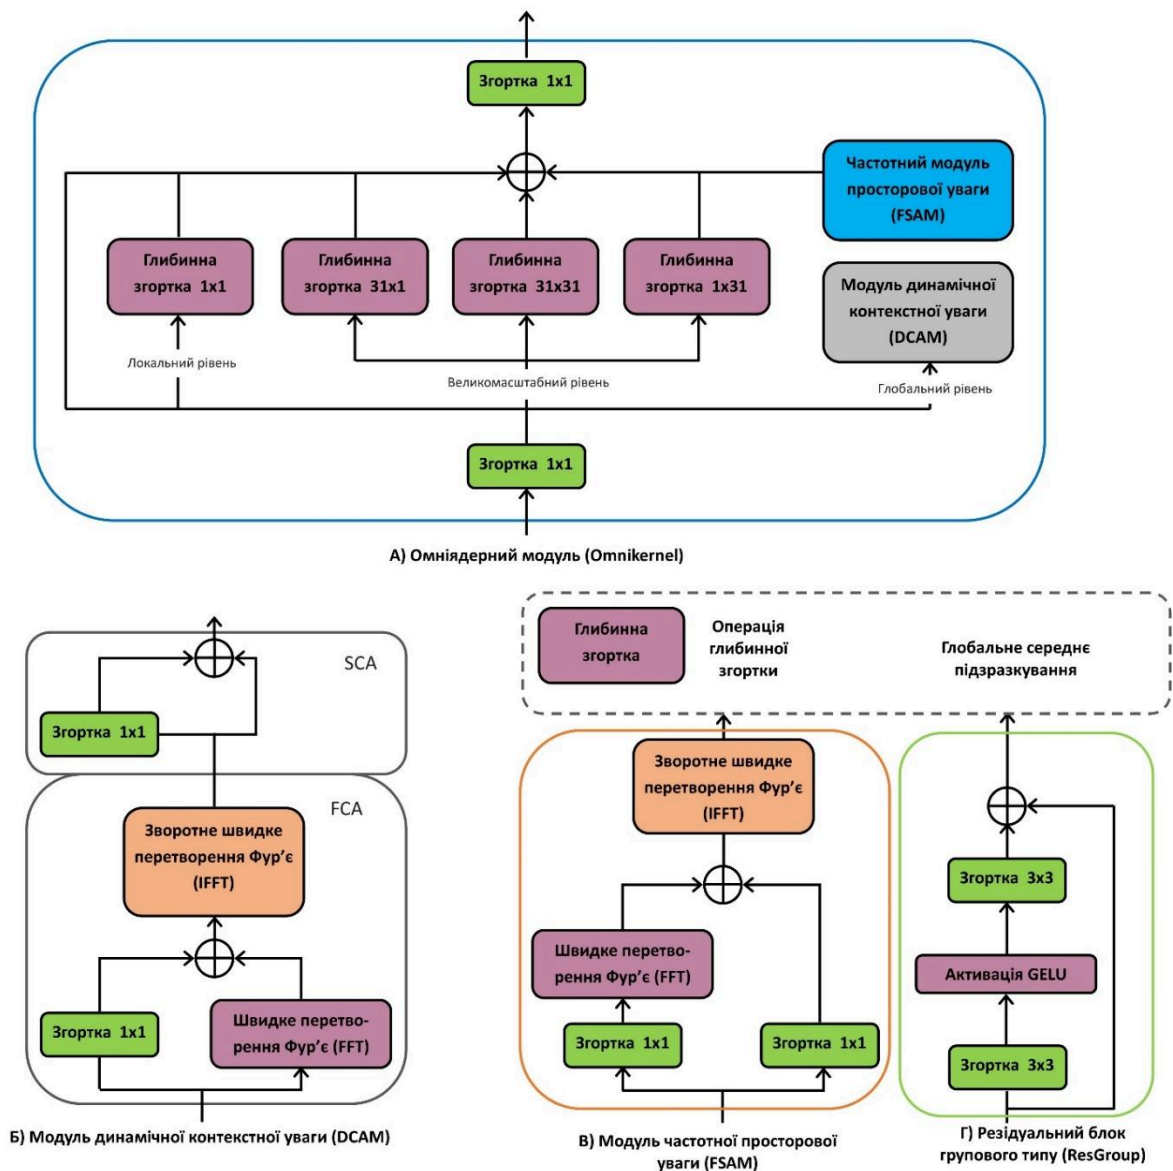 Згортка 1x1
Частотний модуль
просторової уваги
(FSAM)
Глибинна
згортка 1x1
Глибинна
згортка 31x1
Глибинна
згортка 31x31
Глибинна
згортка 1x31
Модуль динамічної
контекстної уваги
(DCAM)
Локальний рівень
Великомасштабний рівень
Глобальний рівень
Згортка 1x1
А) Омніядерний модуль (Omnikernel)
SCA
Згортка 1x1
FCA
Зворотне швидке
перетворення Фур’є
(IFFT)
Згортка 1x1
Швидке перетво-
рення Фур’є (FFT)
Б) Модуль динамічної контекстної уваги (DCAM)
Глибинна
згортка
Операція
глибинної
згортки
Глобальне середнє
підзразкування
Зворотне швидке
перетворення Фур’є
(IFFT)
Швидке перетво-
рення Фур’є (FFT)
Згортка 1x1
Згортка 1x1
В) Модуль частотної просторової
уваги (FSAM)
Згортка 3x3
Активація GELU
Згортка 3x3
Г) Резідуальний блок
групового типу (ResGroup)